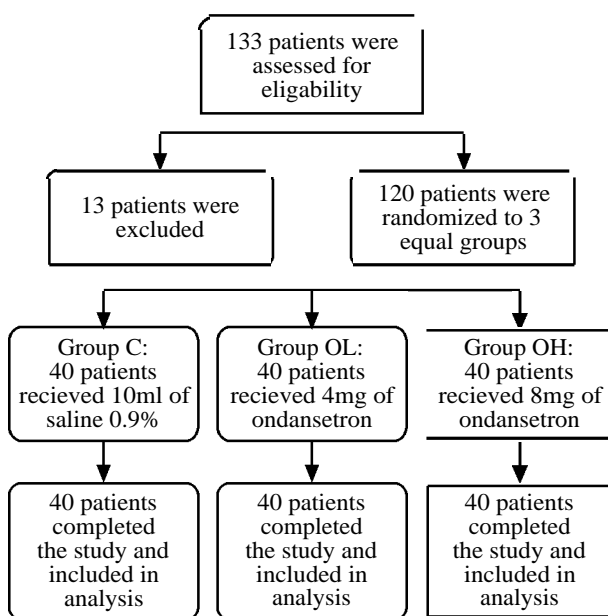 133 patients were
assessed for
eligability
13 patients were
excluded
120 patients were
randomized to 3
equal groups
Group C:
40 patients
recieved 10ml of
saline 0.9%
Group OL:
40 patients
recieved 4mg of
ondansetron
Group OH:
40 patients
recieved 8mg of
ondansetron
40 patients
completed
the study and
included in
analysis
40 patients
completed
the study and
included in
analysis
40 patients
completed
the study and
included in
analysis